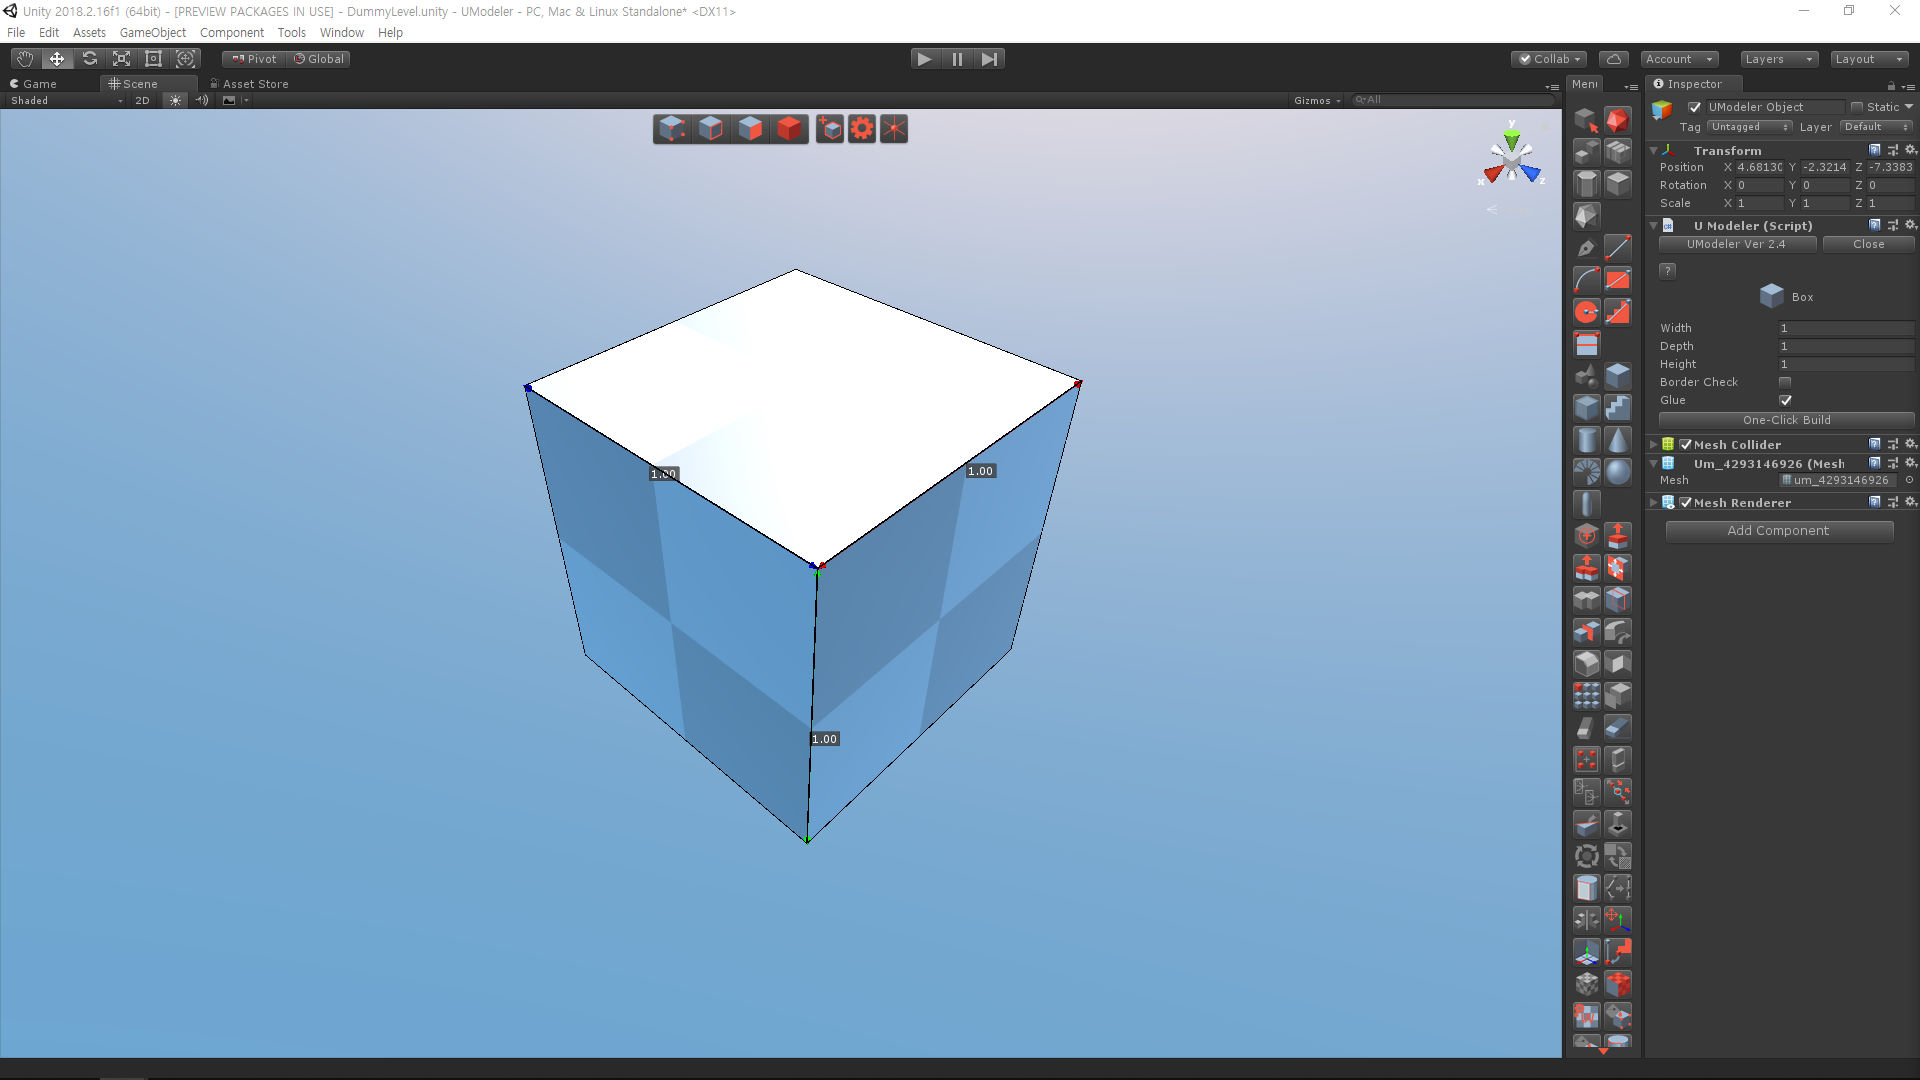 Unity 2018.2.16f1 (64bit) - [PREVIEW PACKAGES IN USE] - DummyLevel.unity - UModeler - PC, Mac & Linux Standalone* <DX11>
File Edit Assets GameObject Component Tools Window Help
Pivot Global Collab Account Layers Layout
Game Scene Asset Store Menu Inspector
Shaded 2D Gizmos All
UModeler Object Static
Tag Untagged Layer Default
Transform
Position X 4.6813 Y -2.3214 Z -7.3383
Rotation X 0 Y 0 Z 0
Scale X 1 Y 1 Z 1
U Modeler (Script)
UModeler Ver 2.4 Close
?
Box
Width 1
Depth 1
Height 1
Border Check
Glue
One-Click Build
Mesh Collider
Um_4293146926 (Mesh
Mesh um_4293146926
Mesh Renderer
Add Component
y
x z
1.00
1.00
1.00